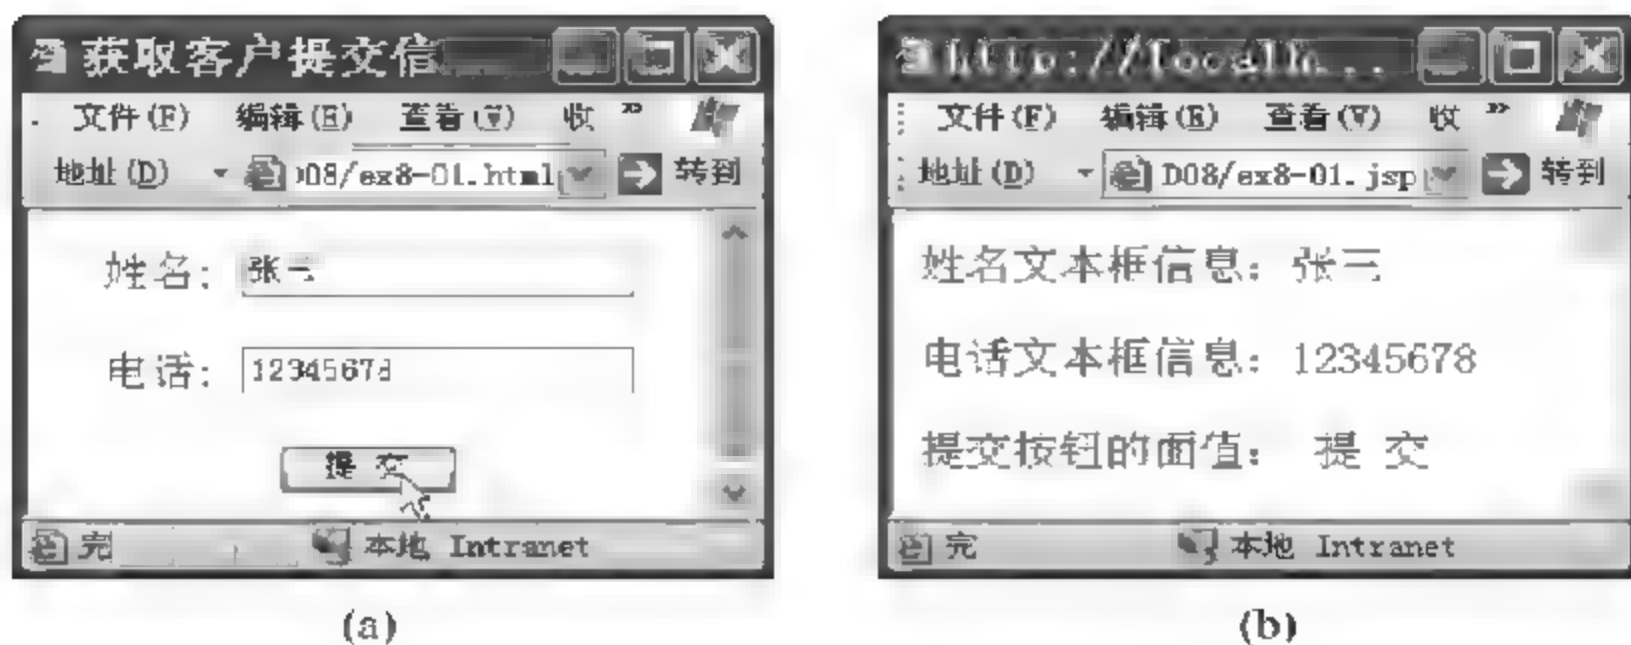 获取客户提交信
文件(F) 编辑(E) 查看(V) 收 »
地址(D) D08/ex8-01.html 转到
姓名: 张三
电话: 12345678
提 交
完 本地 Intranet
(a)
http://localh...
文件(F) 编辑(E) 查看(V) 收 »
地址(D) D08/ex8-01.jsp 转到
姓名文本框信息: 张三
电话文本框信息: 12345678
提交按钮的面值: 提 交
完 本地 Intranet
(b)